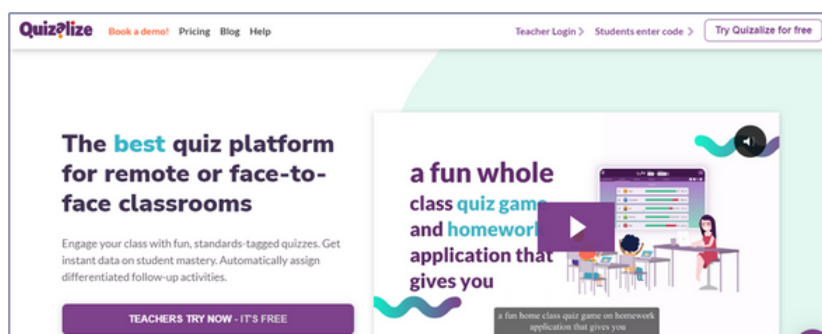 Quizalize Book a demo! Pricing Blog Help Teacher Login > Students enter code > Try Quizalize for free
The best quiz platform
for remote or face-to-
face classrooms
Engage your class with fun, standards-tagged quizzes. Get
instant data on student mastery. Automatically assign
differentiated follow-up activities.
TEACHERS TRY NOW - IT'S FREE
a fun whole
class quiz game
and homework
application that
gives you
a fun home class quiz game on homework
application that gives you